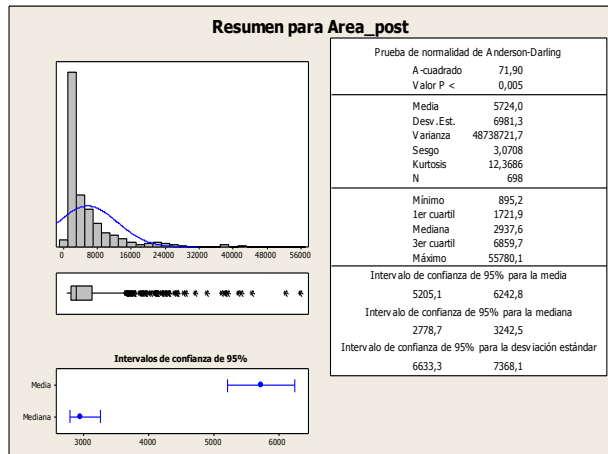 Resumen para Area_post
0 8000 16000 24000 32000 40000 48000 56000
Intervalos de confianza de 95%
Media
Mediana
3000 4000 5000 6000
Prueba de normalidad de Anderson-Darling
A-cuadrado 71,90
Valor P < 0,005
Media 5724,0
Desv.Est. 6981,3
Varianza 48738721,7
Sesgo 3,0708
Kurtosis 12,3686
N 698
Mínimo 895,2
1er cuartil 1721,9
Mediana 2937,6
3er cuartil 6859,7
Máximo 55780,1
Intervalo de confianza de 95% para la media
5205,1 6242,8
Intervalo de confianza de 95% para la mediana
2778,7 3242,5
Intervalo de confianza de 95% para la desviación estándar
6633,3 7368,1